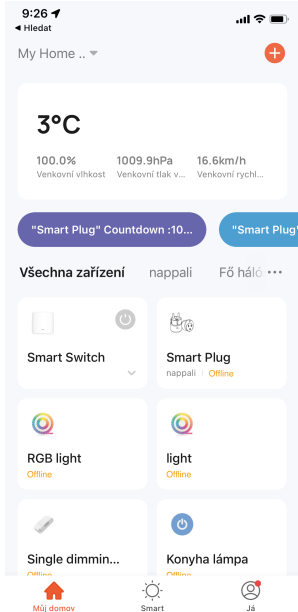 9:26
◀ Hledat
My Home ..
3°C
100.0% 1009.9hPa 16.6km/h
Venkovní vlhkost Venkovní tlak v... Venkovní rychl...
"Smart Plug" Countdown :10... "Smart Plug"
Všechna zařízení nappali Fő háló ···
Smart Switch Smart Plug
nappali | Offline
RGB light light
Offline Offline
Single dimmin... Konyha lámpa
Offline Offline
Můj domov Smart Já